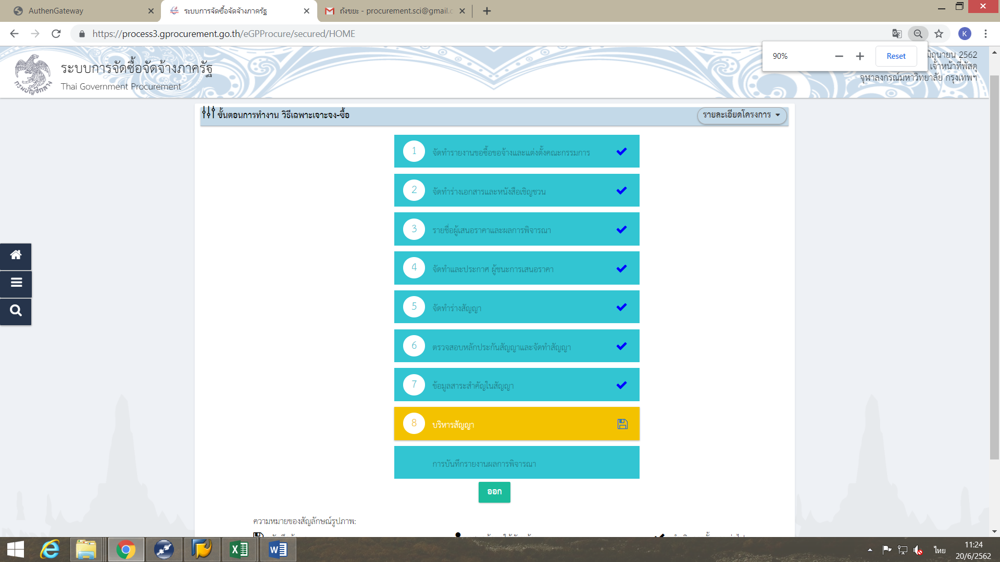 AuthenGateway
ระบบการจัดซื้อจัดจ้างภาครัฐ
ถังขยะ - procurement.sci@gmail.c
https://process3.gprocurement.go.th/eGPProcure/secured/HOME
K
90%
Reset
ระบบการจัดซื้อจัดจ้างภาครัฐ
Thai Government Procurement
กรมบัญชีกลาง
มิถุนายน 2562
เจ้าหน้าที่พัสดุ
จุฬาลงกรณ์มหาวิทยาลัย กรุงเทพฯ
ขั้นตอนการทำงาน วิธีเฉพาะเจาะจง-ซื้อ
รายละเอียดโครงการ
1 จัดทำรายงานขอซื้อขอจ้างและแต่งตั้งคณะกรรมการ
2 จัดทำร่างเอกสารและหนังสือเชิญชวน
3 รายชื่อผู้เสนอราคาและผลการพิจารณา
4 จัดทำและประกาศ ผู้ชนะการเสนอราคา
5 จัดทำร่างสัญญา
6 ตรวจสอบหลักประกันสัญญาและจัดทำสัญญา
7 ข้อมูลสาระสำคัญในสัญญา
8 บริหารสัญญา
การบันทึกรายงานผลการพิจารณา
ออก
ความหมายของสัญลักษณ์รูปภาพ:
ไทย
11:24
20/6/2562